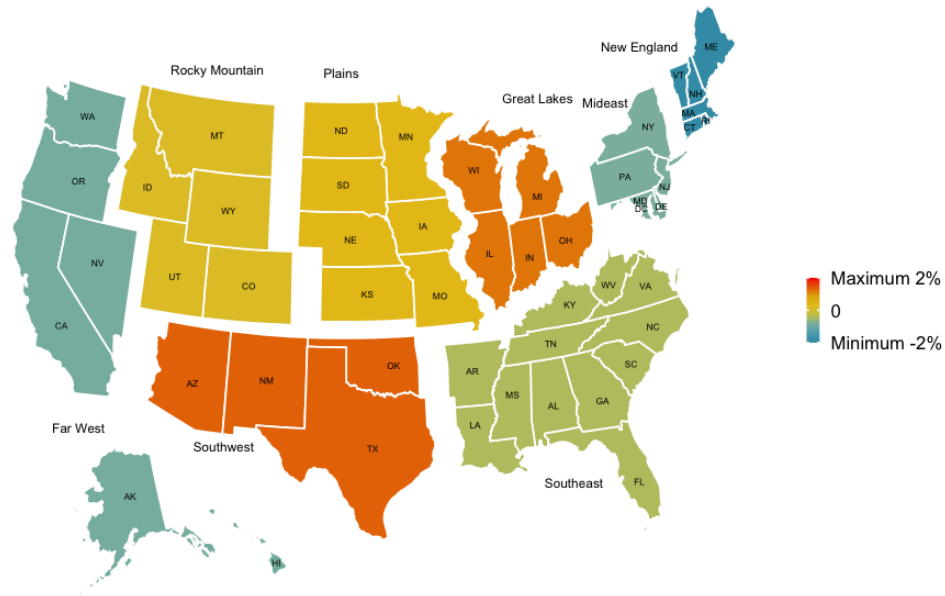 New England
ME
VT
NH
MA
CT
RI
Rocky Mountain
Plains
Great Lakes
Mideast
WA
OR
NV
CA
MT
ID
WY
UT
CO
ND
MN
SD
IA
NE
KS
MO
WI
MI
IL
IN
OH
NY
PA
NJ
MD
DC
DE
WV
VA
KY
NC
TN
SC
AR
MS
AL
GA
LA
FL
Southeast
AZ
NM
OK
TX
Southwest
Far West
AK
HI
Maximum 2%
0
Minimum -2%